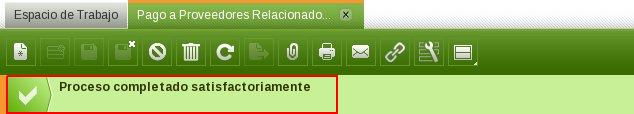 Espacio de Trabajo
Pago a Proveedores Relacionado...
Proceso completado satisfactoriamente